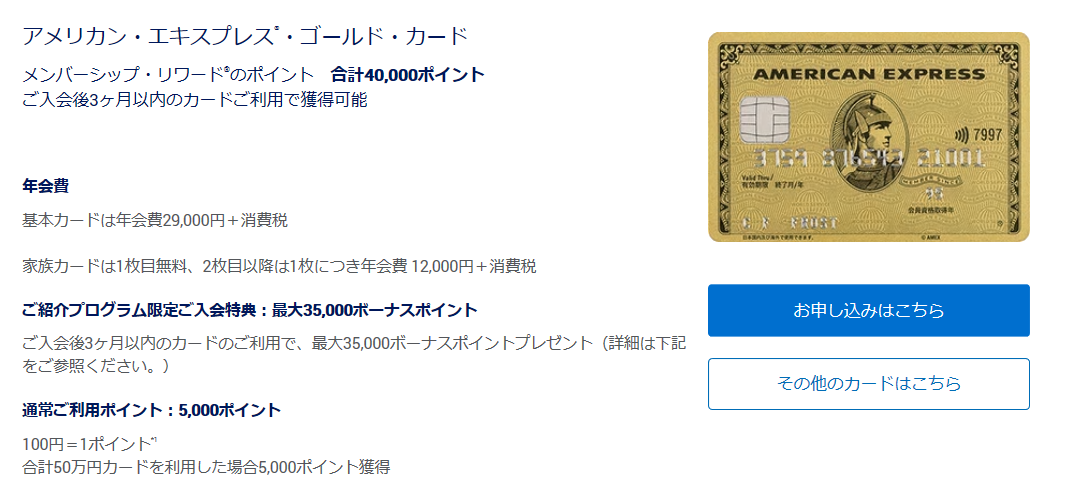 アメリカン・エキスプレス®・ゴールド・カード
メンバーシップ・リワード®のポイント　合計40,000ポイント
ご入会後3ヶ月以内のカードご利用で獲得可能
年会費
基本カードは年会費29,000円＋消費税
家族カードは1枚目無料、2枚目以降は1枚につき年会費 12,000円＋消費税
ご紹介プログラム限定ご入会特典：最大35,000ボーナスポイント
ご入会後3ヶ月以内のカードのご利用で、最大35,000ボーナスポイントプレゼント（詳細は下記
をご参照ください。）
通常ご利用ポイント：5,000ポイント
100円＝1ポイント*1
合計50万円カードを利用した場合5,000ポイント獲得
AMERICAN EXPRESS
7997
Valid Thru /
有効期限　終了月/年
MEMBER SINCE
会員資格取得年
C F FROST
日本国内及び海外で使用できます。
© AMEX
お申し込みはこちら
その他のカードはこちら